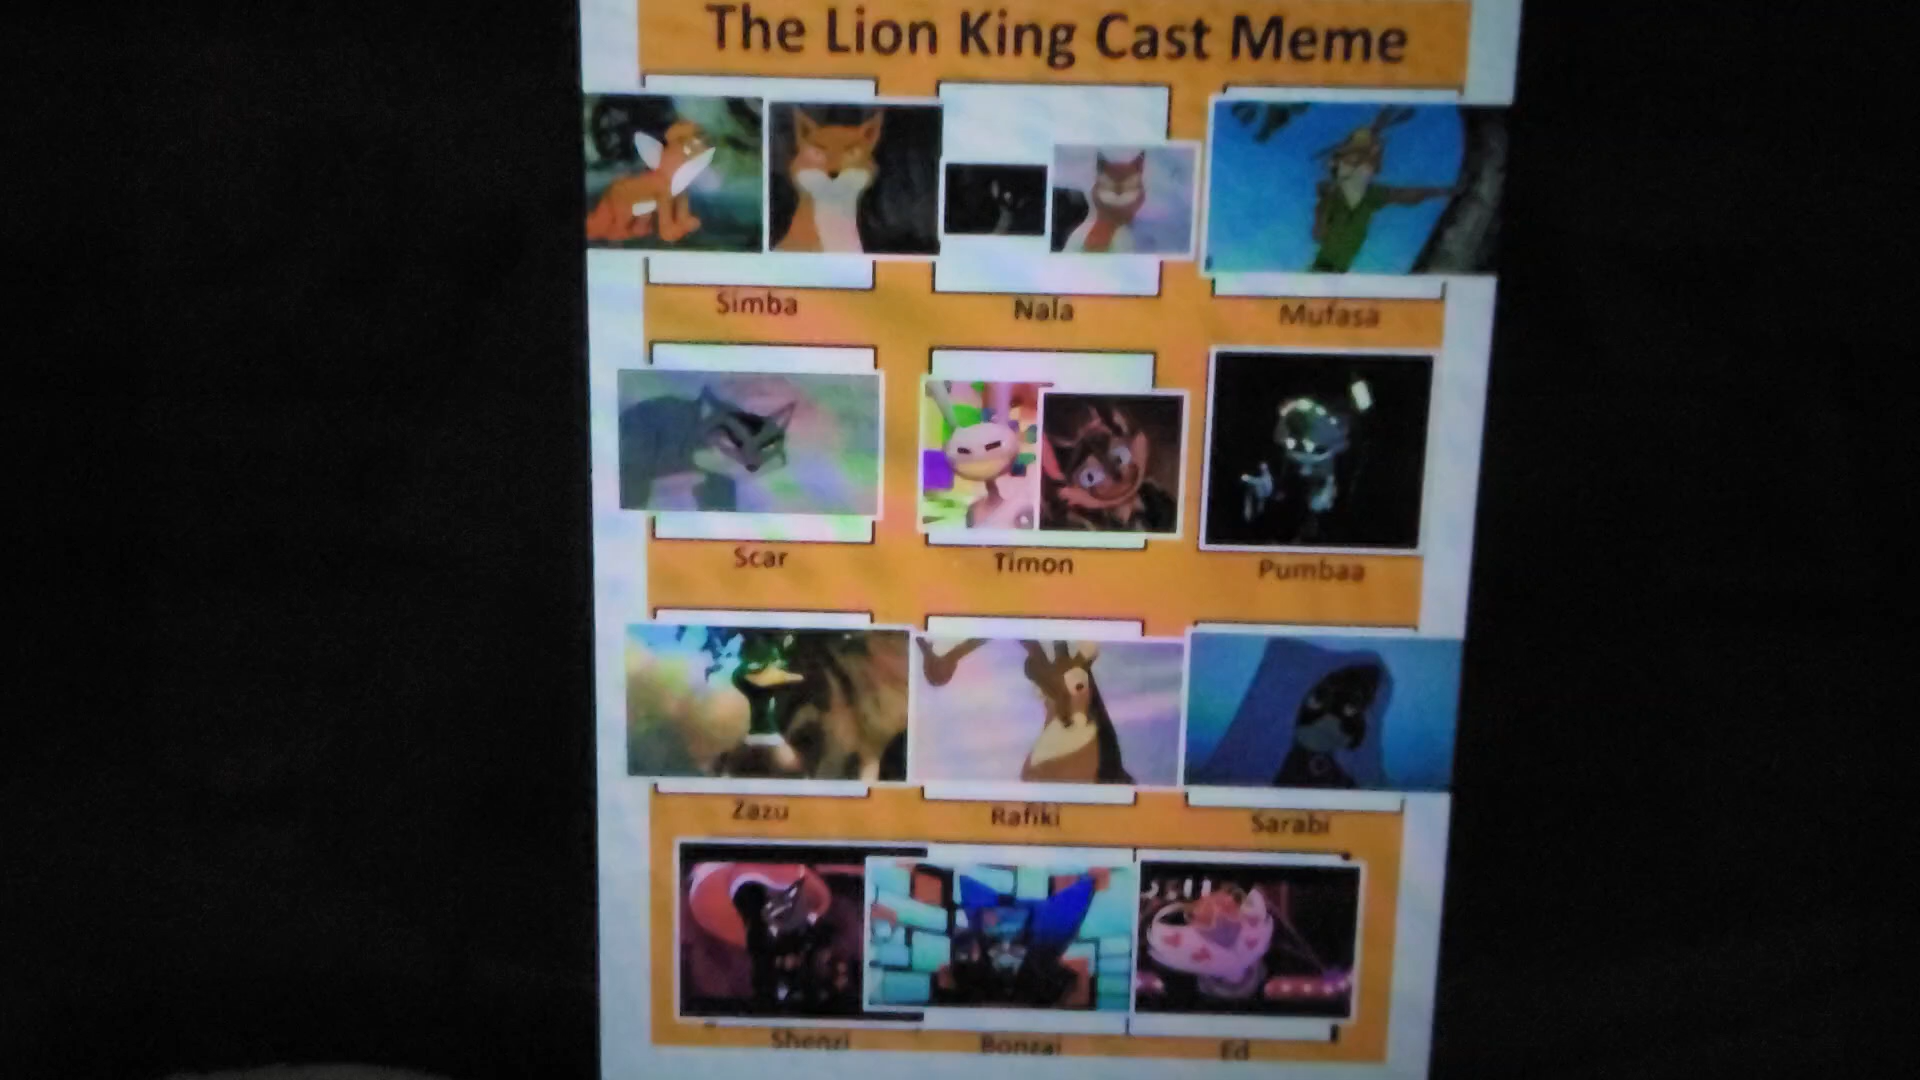 The Lion King Cast Meme
Simba Nala Mufasa
Scar Timon Pumbaa
Zazu Rafiki Sarabi
Shenzi Bonzai Ed